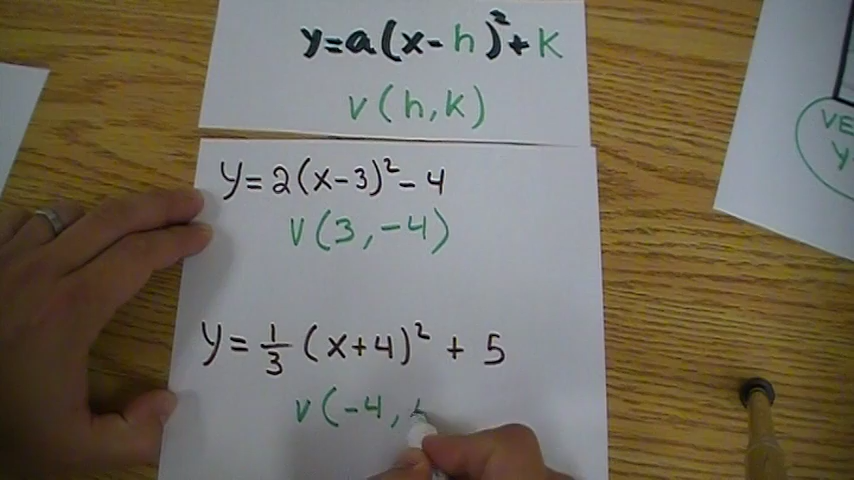 y=a(x-h)²+k
v(h,k)
y=2(x-3)²-4
v(3,-4)
y=1/3(x+4)²+5
v(-4,
VE
Y